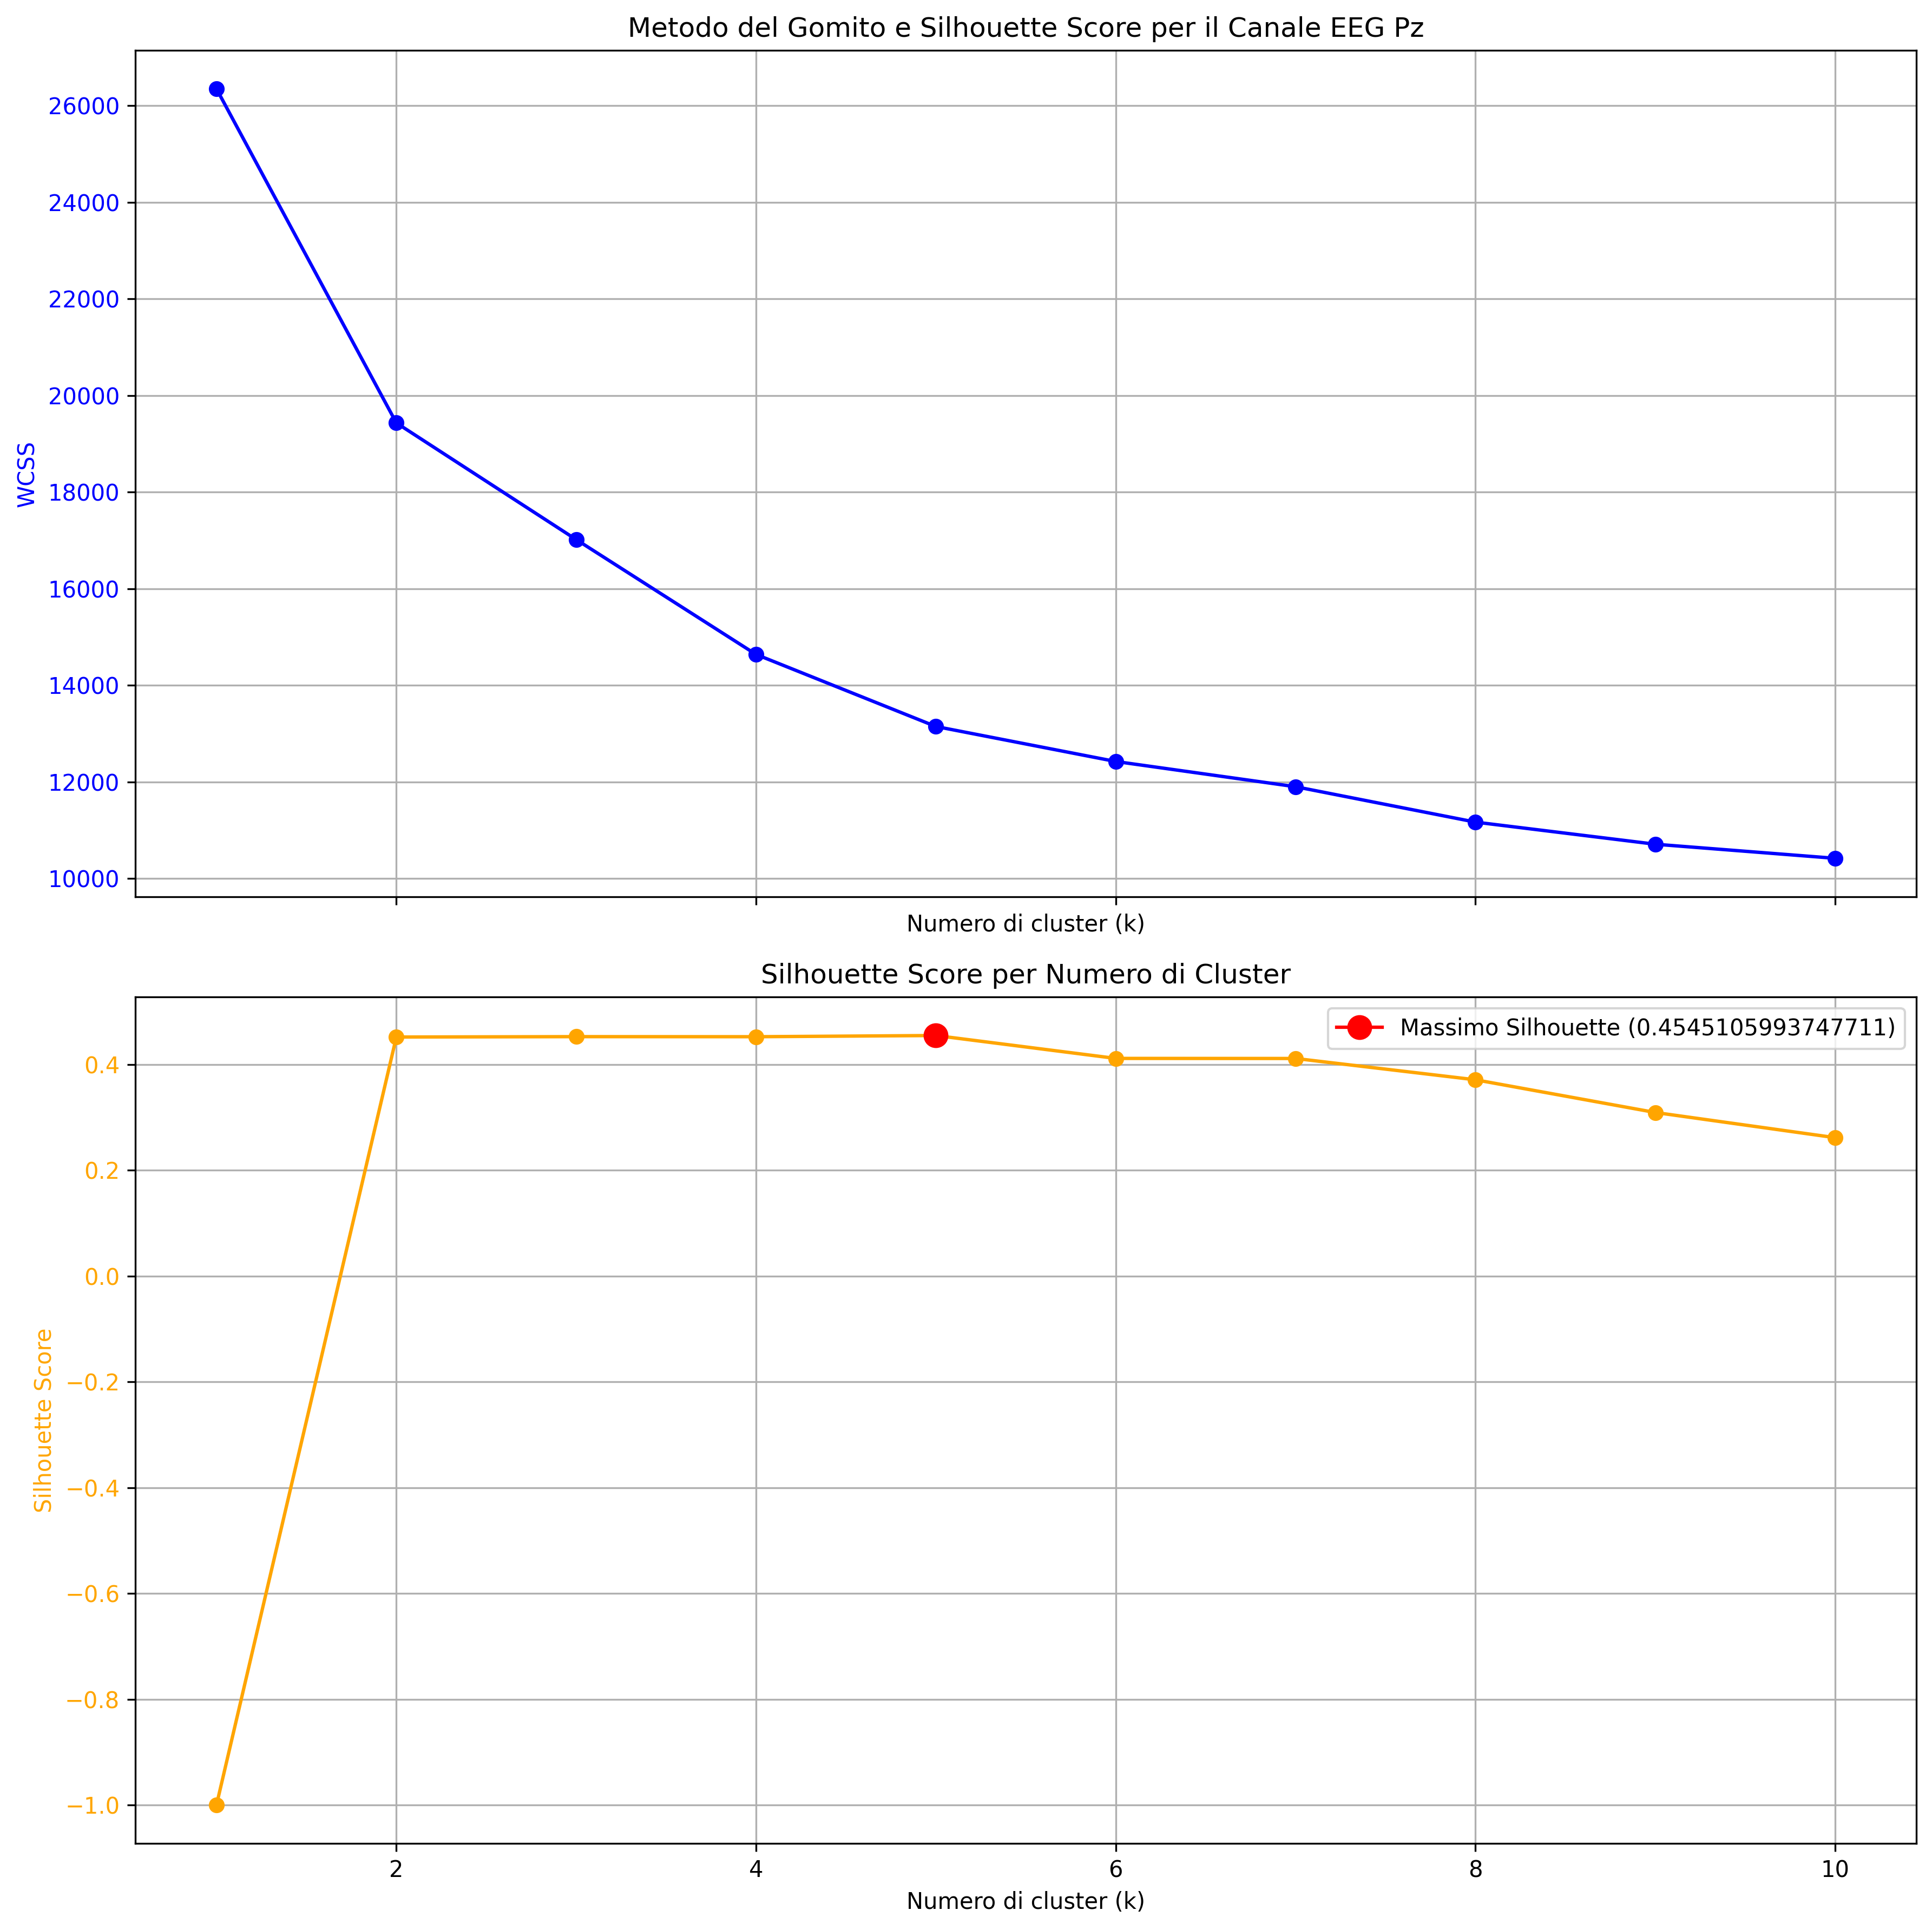 Metodo del Gomito e Silhouette Score per il Canale EEG Pz
26000
24000
22000
20000
18000
16000
14000
12000
10000
WCSS
Numero di cluster (k)
Silhouette Score per Numero di Cluster
Massimo Silhouette (0.4545105993747711)
0.4
0.2
0.0
−0.2
−0.4
−0.6
−0.8
−1.0
Silhouette Score
2 4 6 8 10
Numero di cluster (k)